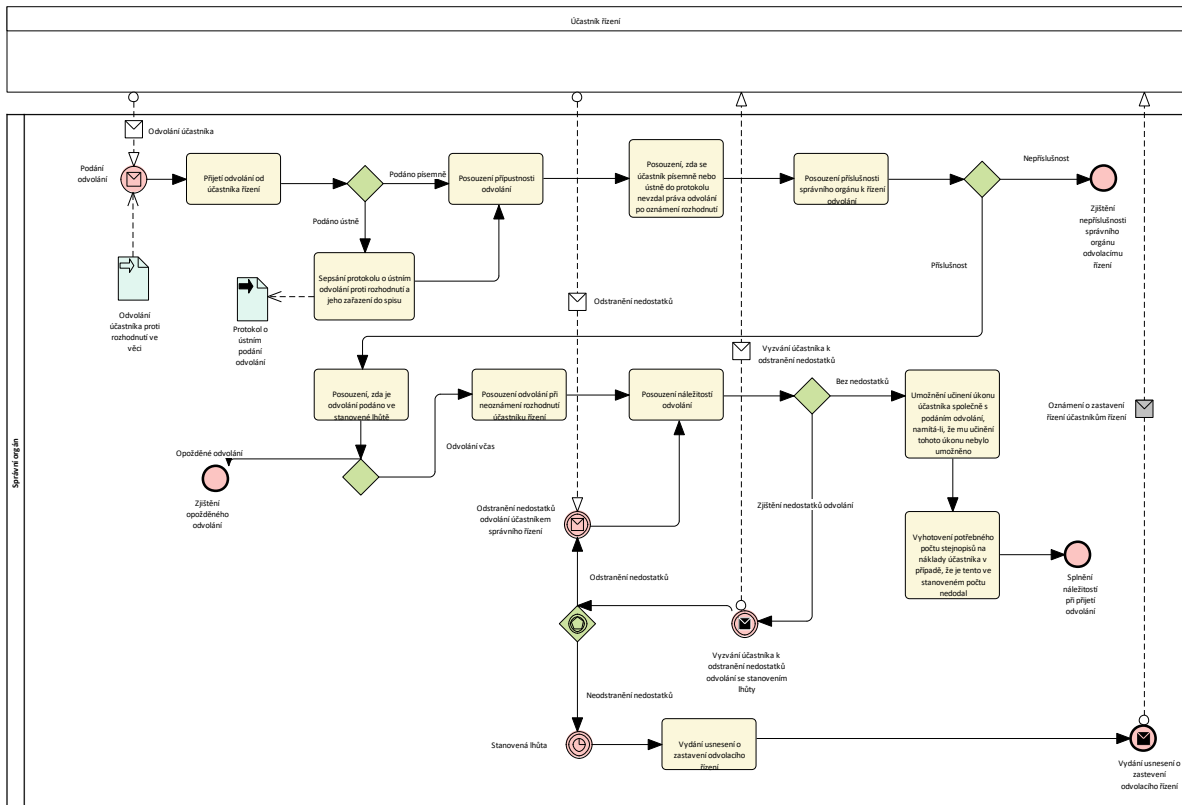 Účastník řízení
Odvolání účastníka
Podání
odvolání
Přijetí odvolání od
účastníka řízení
Podáno písemně
Posouzení přípustnosti
odvolání
Posouzení, zda se
účastník písemně nebo
ústně do protokolu
nevzdal práva odvolání
po oznámení rozhodnutí
Posouzení příslušnosti
správního orgánu k řízení
odvolání
Nepříslušnost
Zjištění
nepříslušnosti
správního
orgánu
odvolacímu
řízení
Podáno ústně
Příslušnost
Sepsání protokolu o ústním
odvolání proti rozhodnutí a
jeho zařazení do spisu
Odvolání
účastníka proti
rozhodnutí ve
věci
Protokol o
ústním
podání
odvolání
Odstranění nedostatků
Vyzvání účastníka k
odstranění nedostatků
Posouzení, zda je
odvolání podáno ve
stanovené lhůtě
Posouzení odvolání při
neoznámení rozhodnutí
účastníku řízení
Posouzení náležitostí
odvolání
Bez nedostatků
Umožnění učinení úkonu
účastníka společně s
podáním odvolání,
namítá-li, že mu učinění
tohoto úkonu nebylo
umožněno
Oznámení o zastavení
řízení účastníkům řízení
Opožděné odvolání
Odvolání včas
Zjištění
opožděného
odvolání
Správní orgán
Odstranění nedostatků
odvolání účastníkem
správního řízení
Zjištění nedostatků odvolání
Vyhotovení potřebného
počtu stejnopisů na
náklady účastníka v
případě, že je tento ve
stanoveném počtu
nedodal
Splnění
náležitostí
při přijetí
odvolání
Odstranění nedostatků
Vyzvání účastníka k
odstranění nedostatků
odvolání se stanovením
lhůty
Neodstranění nedostatků
Stanovená lhůta
Vydání usnesení o
zastavení odvolacího
řízení
Vydání usnesení o
zastevení
odvolacího řízení